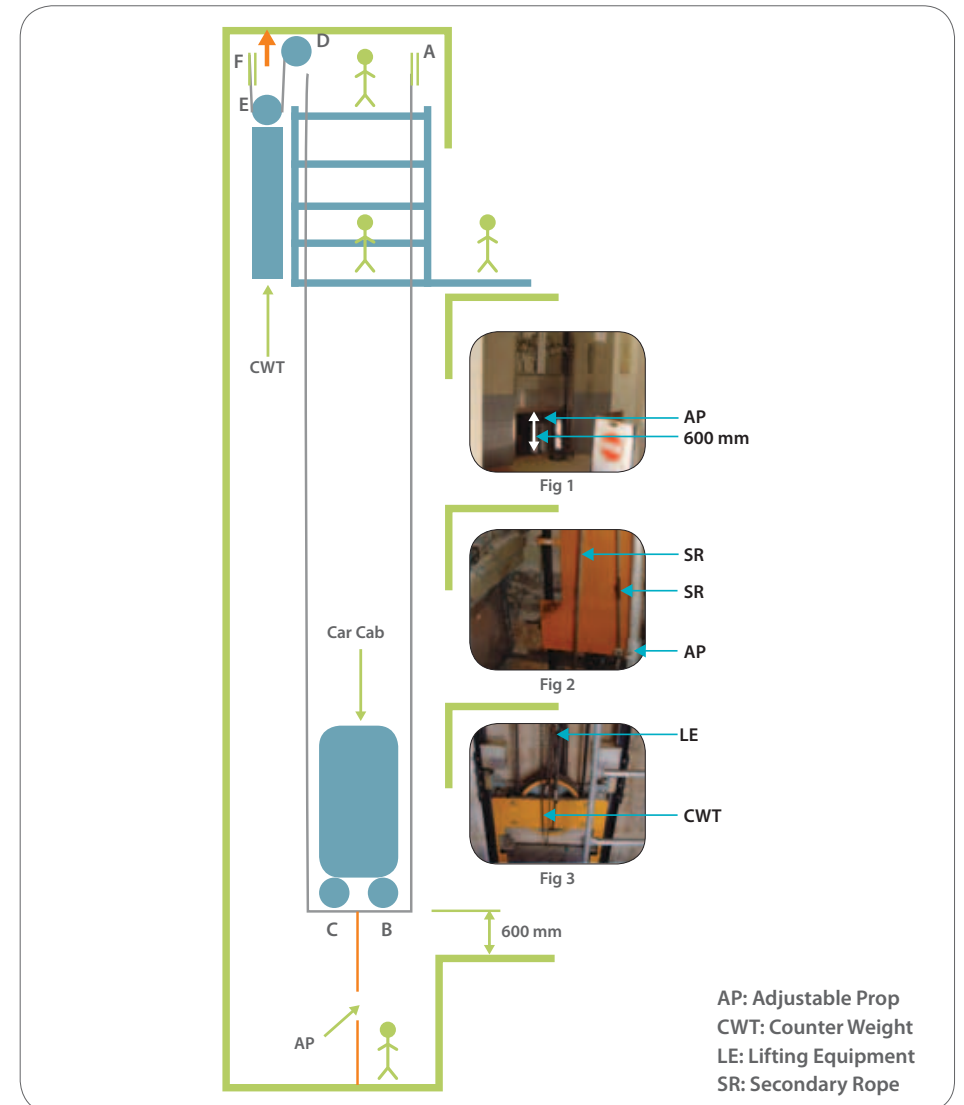 D
F
A
E
CWT
AP
600 mm
Fig 1
SR
SR
AP
Fig 2
Car Cab
LE
CWT
Fig 3
C
B
600 mm
AP
AP: Adjustable Prop
CWT: Counter Weight
LE: Lifting Equipment
SR: Secondary Rope